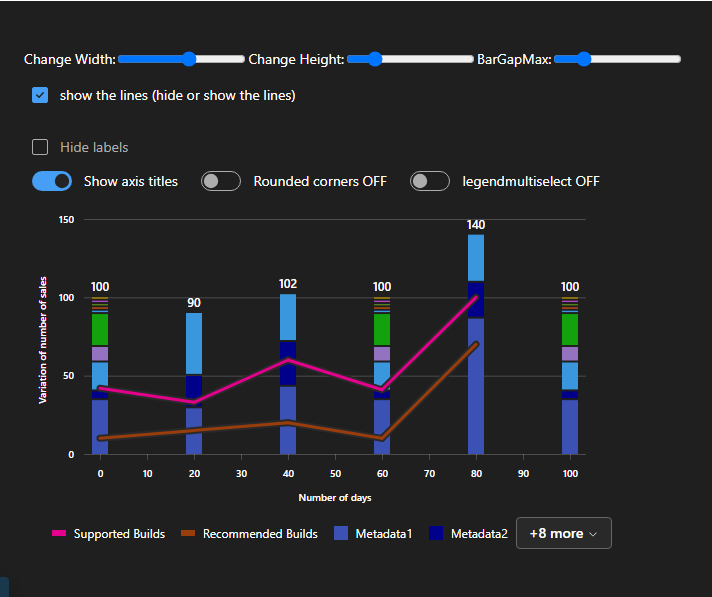 Change Width: Change Height: BarGapMax:
show the lines (hide or show the lines)
Hide labels
Show axis titles Rounded corners OFF legendmultiselect OFF
150
140
100 100 102 100 100
90
50
0
Variation of number of sales
0 10 20 30 40 50 60 70 80 90 100
Number of days
Supported Builds Recommended Builds Metadata1 Metadata2 +8 more